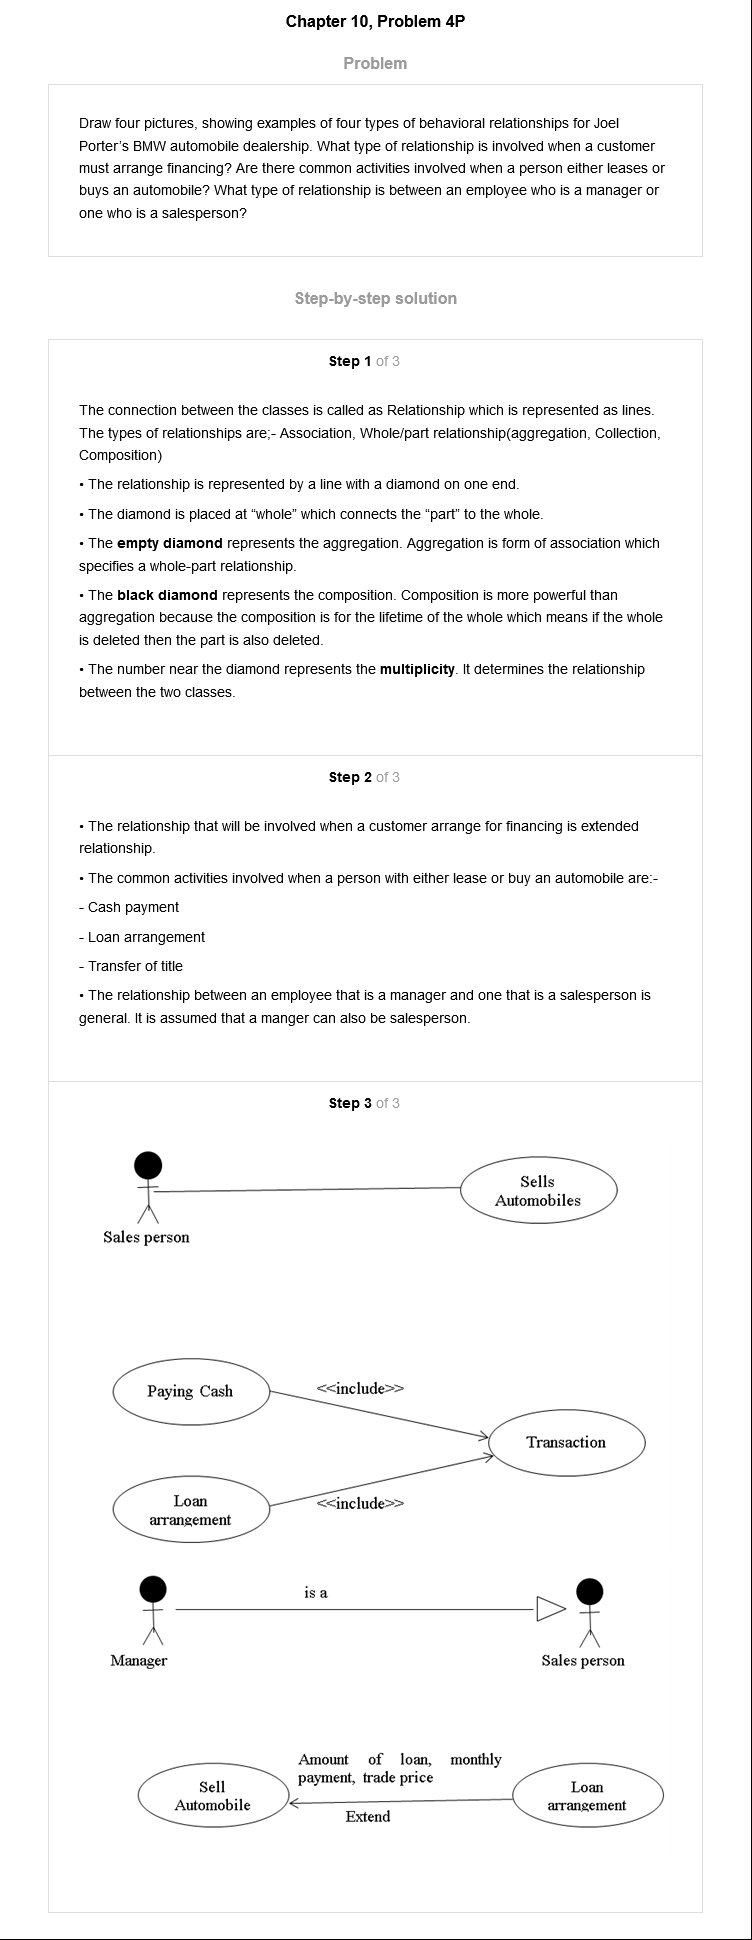 Chapter 10, Problem 4P
Problem
Draw four pictures, showing examples of four types of behavioral relationships for Joel
Porter’s BMW automobile dealership. What type of relationship is involved when a customer
must arrange financing? Are there common activities involved when a person either leases or
buys an automobile? What type of relationship is between an employee who is a manager or
one who is a salesperson?
Step-by-step solution
Step 1 of 3
The connection between the classes is called as Relationship which is represented as lines.
The types of relationships are;- Association, Whole/part relationship(aggregation, Collection,
Composition)
• The relationship is represented by a line with a diamond on one end.
• The diamond is placed at “whole” which connects the “part” to the whole.
• The empty diamond represents the aggregation. Aggregation is form of association which
specifies a whole-part relationship.
• The black diamond represents the composition. Composition is more powerful than
aggregation because the composition is for the lifetime of the whole which means if the whole
is deleted then the part is also deleted.
• The number near the diamond represents the multiplicity. It determines the relationship
between the two classes.
Step 2 of 3
• The relationship that will be involved when a customer arrange for financing is extended
relationship.
• The common activities involved when a person with either lease or buy an automobile are:-
- Cash payment
- Loan arrangement
- Transfer of title
• The relationship between an employee that is a manager and one that is a salesperson is
general. It is assumed that a manger can also be salesperson.
Step 3 of 3
Sells
Automobiles
Sales person
Paying Cash
<<include>>
Transaction
Loan
arrangement
<<include>>
is a
Manager
Sales person
Amount of loan, monthly
payment, trade price
Sell
Automobile
Loan
arrangement
Extend